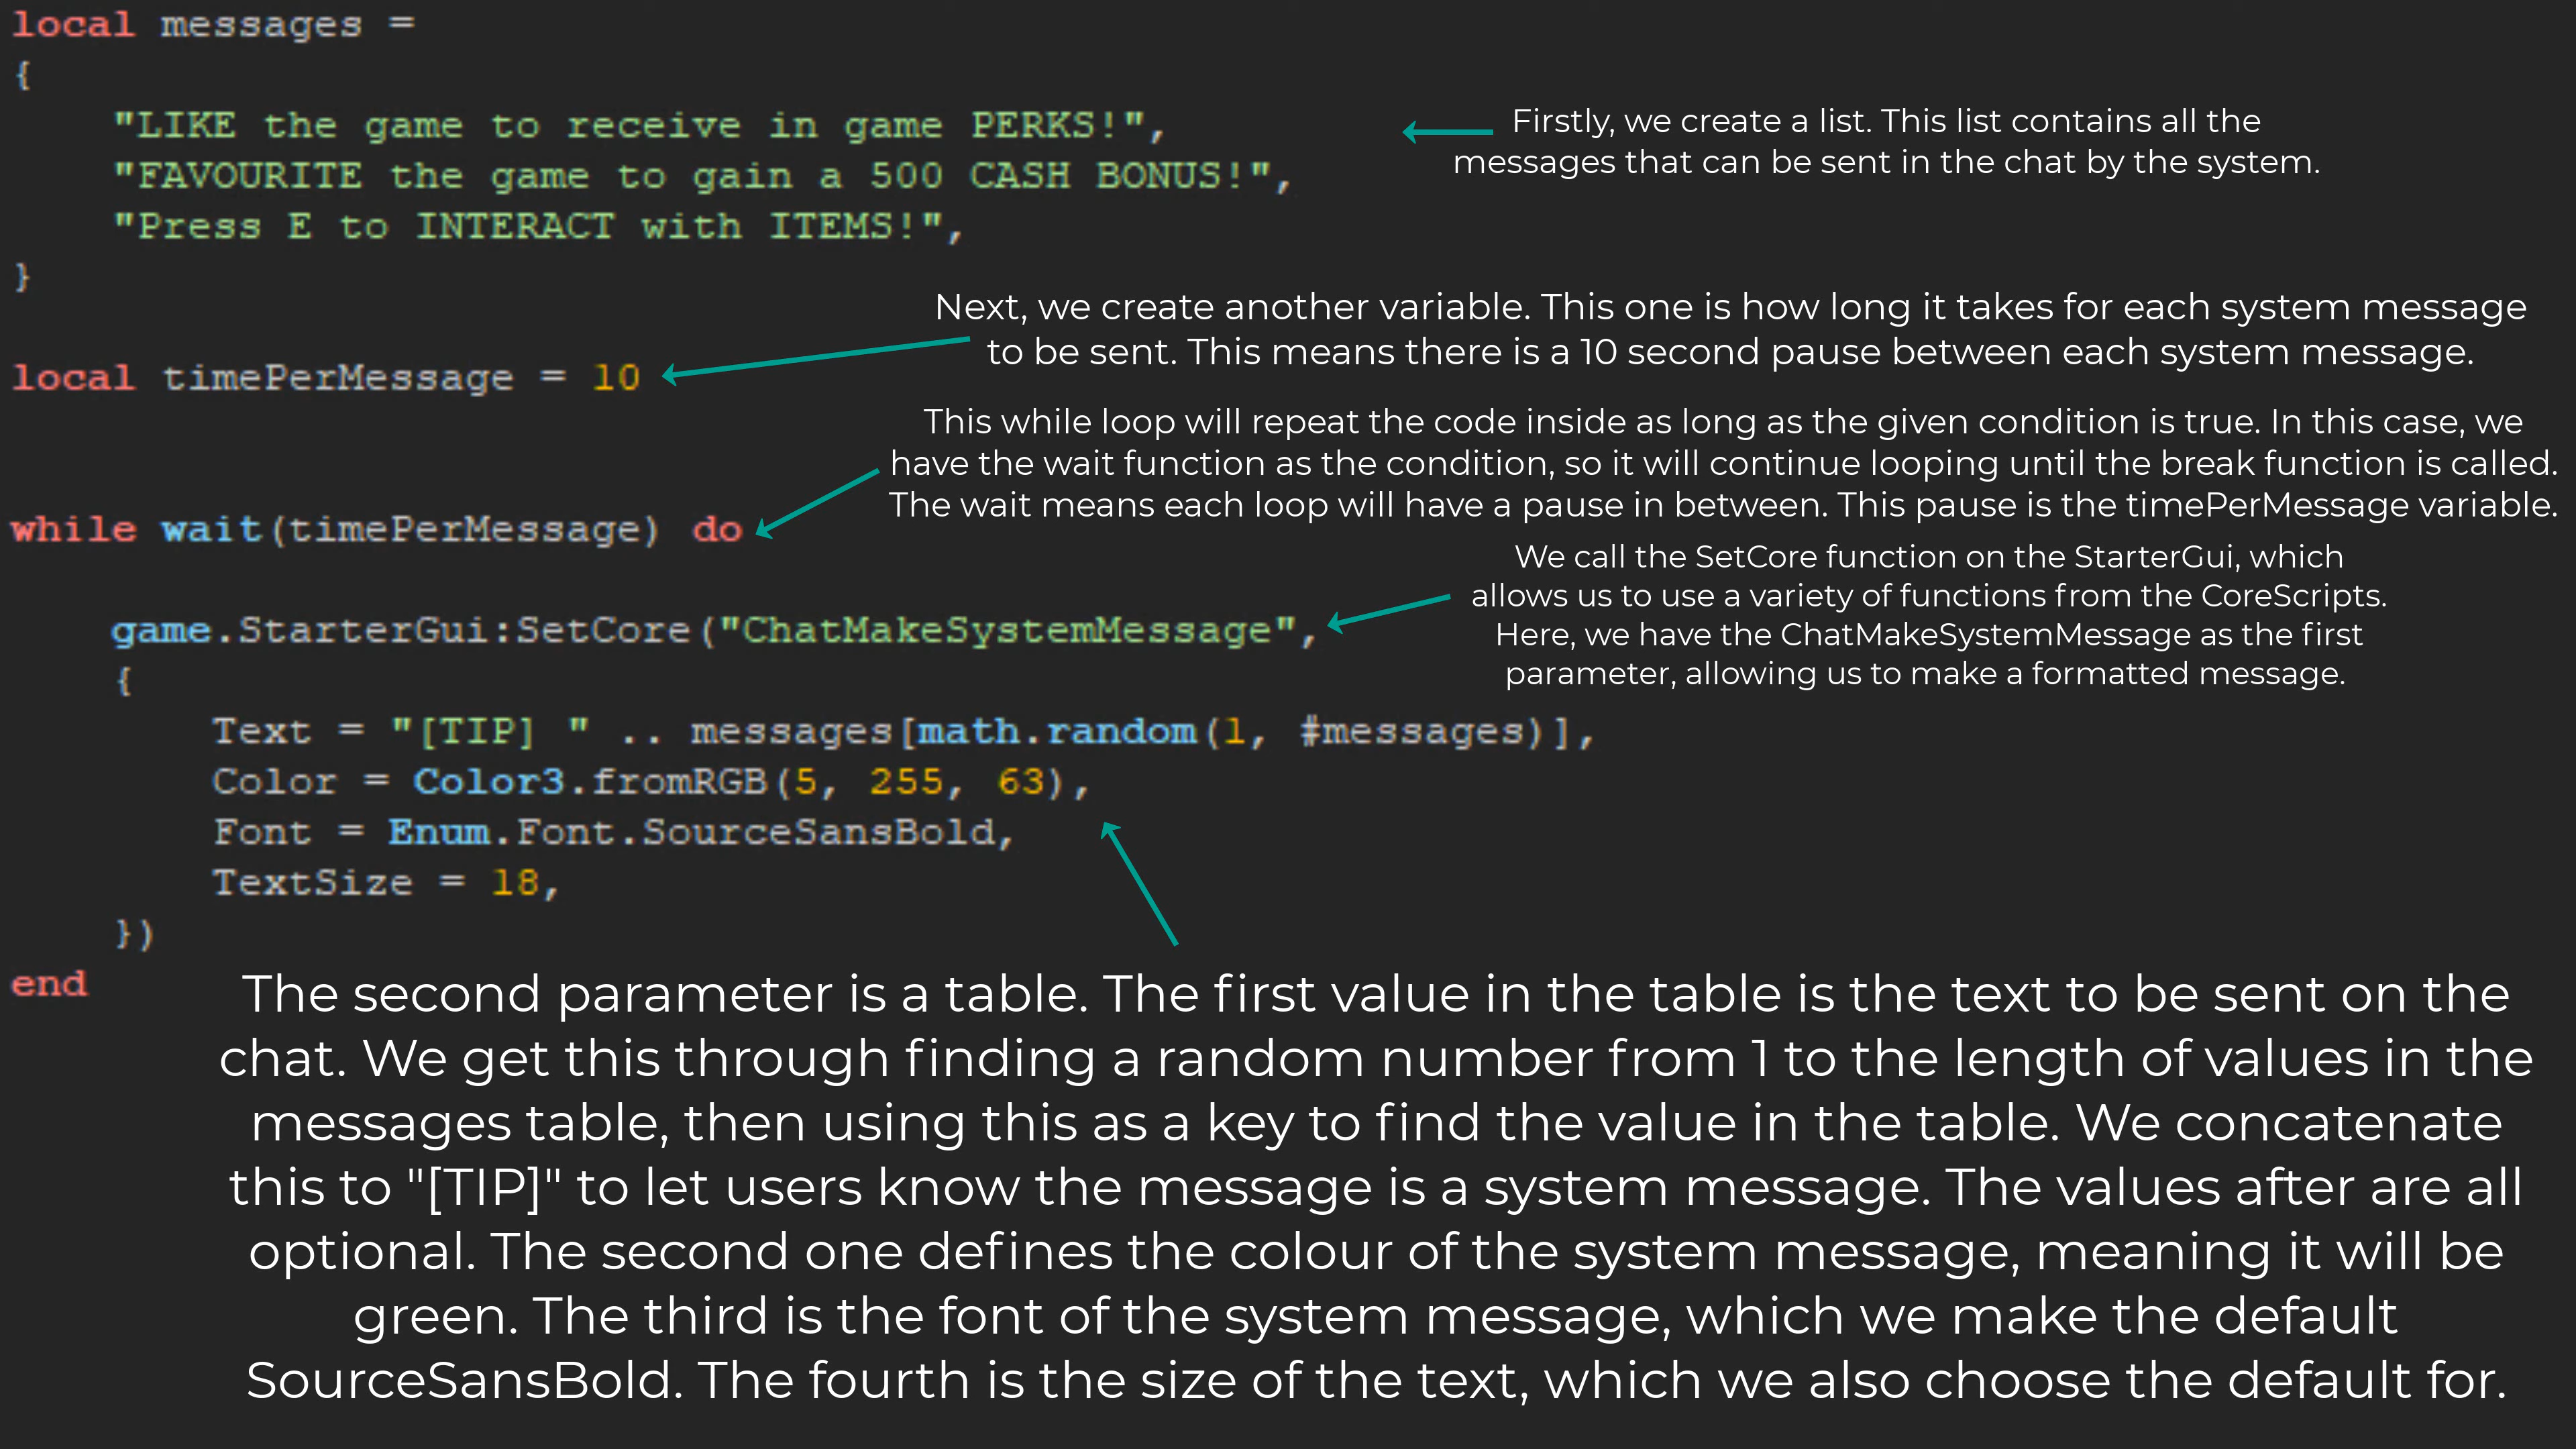 local messages =
{
"LIKE the game to receive in game PERKS!",
"FAVOURITE the game to gain a 500 CASH BONUS!",
"Press E to INTERACT with ITEMS!",
}
Firstly, we create a list. This list contains all the
messages that can be sent in the chat by the system.
Next, we create another variable. This one is how long it takes for each system message
to be sent. This means there is a 10 second pause between each system message.
local timePerMessage = 10
This while loop will repeat the code inside as long as the given condition is true. In this case, we
have the wait function as the condition, so it will continue looping until the break function is called.
The wait means each loop will have a pause in between. This pause is the timePerMessage variable.
while wait(timePerMessage) do
We call the SetCore function on the StarterGui, which
allows us to use a variety of functions from the CoreScripts.
Here, we have the ChatMakeSystemMessage as the first
parameter, allowing us to make a formatted message.
game.StarterGui:SetCore("ChatMakeSystemMessage",
{
Text = "[TIP] " .. messages[math.random(1, #messages)],
Color = Color3.fromRGB(5, 255, 63),
Font = Enum.Font.SourceSansBold,
TextSize = 18,
})
end
The second parameter is a table. The first value in the table is the text to be sent on the
chat. We get this through finding a random number from 1 to the length of values in the
messages table, then using this as a key to find the value in the table. We concatenate
this to "[TIP]" to let users know the message is a system message. The values after are all
optional. The second one defines the colour of the system message, meaning it will be
green. The third is the font of the system message, which we make the default
SourceSansBold. The fourth is the size of the text, which we also choose the default for.